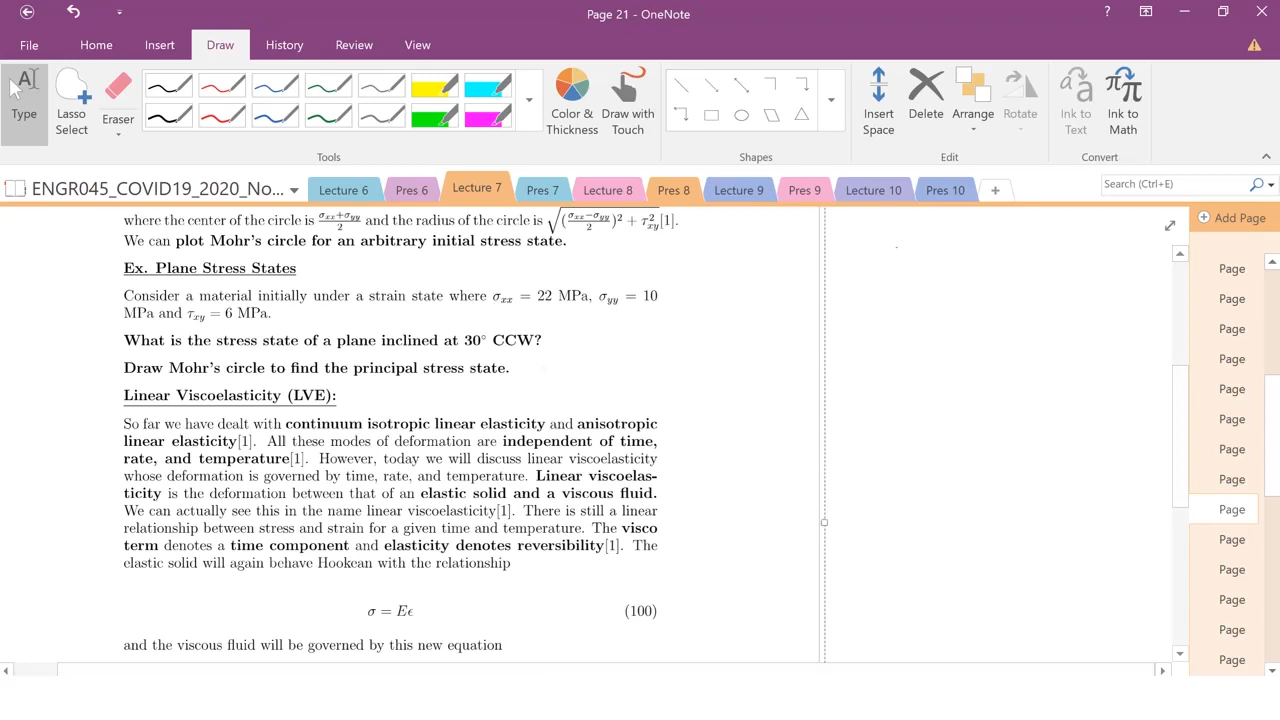 Page 21 - OneNote
?
File Home Insert Draw History Review View
Type
Lasso Select
Eraser
Color & Thickness
Draw with Touch
Insert Space
Delete
Arrange
Rotate
Ink to Text
Ink to Math
Tools Shapes Edit Convert
ENGR045_COVID19_2020_No... Lecture 6 Pres 6 Lecture 7 Pres 7 Lecture 8 Pres 8 Lecture 9 Pres 9 Lecture 10 Pres 10 + Search (Ctrl+E)
where the center of the circle is (σxx+σyy)/2 and the radius of the circle is √((σxx−σyy)/2)² + τ²xy[1].
We can plot Mohr's circle for an arbitrary initial stress state.
Ex. Plane Stress States
Consider a material initially under a strain state where σxx = 22 MPa, σyy = 10
MPa and τxy = 6 MPa.
What is the stress state of a plane inclined at 30° CCW?
Draw Mohr's circle to find the principal stress state.
Linear Viscoelasticity (LVE):
So far we have dealt with continuum isotropic linear elasticity and anisotropic
linear elasticity[1]. All these modes of deformation are independent of time,
rate, and temperature[1]. However, today we will discuss linear viscoelasticity
whose deformation is governed by time, rate, and temperature. Linear viscoelas-
ticity is the deformation between that of an elastic solid and a viscous fluid.
We can actually see this in the name linear viscoelasticity[1]. There is still a linear
relationship between stress and strain for a given time and temperature. The visco
term denotes a time component and elasticity denotes reversibility[1]. The
elastic solid will again behave Hookean with the relationship
σ = Eϵ (100)
and the viscous fluid will be governed by this new equation
Add Page
Page
Page
Page
Page
Page
Page
Page
Page
Page
Page
Page
Page
Page
Page